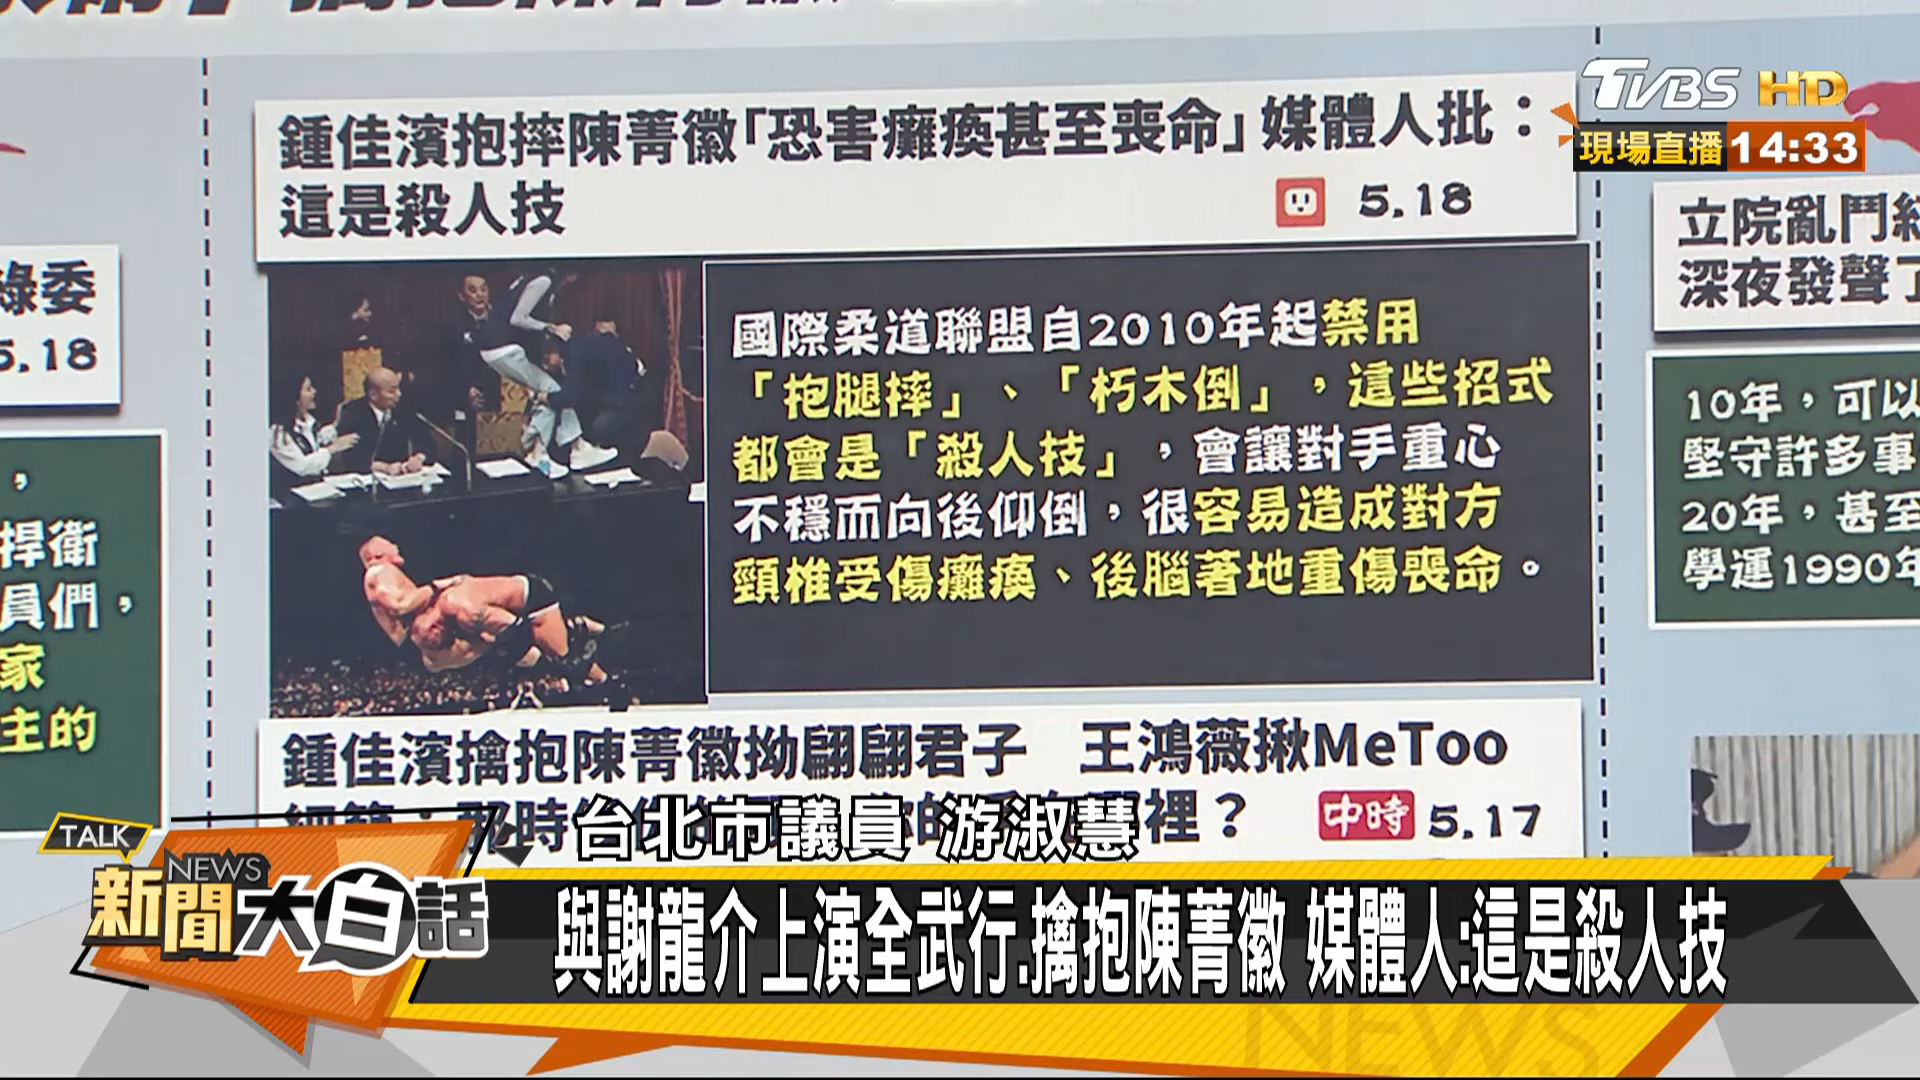 TVBS HD
現場直播 14:33
鍾佳濱抱摔陳菁徽「恐害癱瘓甚至喪命」媒體人批：
這是殺人技
5.18
綠委
5.18
捍衛
員們，
家
主的
國際柔道聯盟自2010年起禁用
「抱腿摔」、「朽木倒」，這些招式
都會是「殺人技」，會讓對手重心
不穩而向後仰倒，很容易造成對方
頸椎受傷癱瘓、後腦著地重傷喪命。
立院亂鬥
深夜發聲
10年，可以
堅守許多事
20年，甚至
學運1990年
鍾佳濱擒抱陳菁徽拗翩翩君子 王鴻薇揪MeToo
裡？
中時 5.17
台北市議員 游淑慧
TALK
NEWS
新聞大白話
與謝龍介上演全武行.擒抱陳菁徽 媒體人:這是殺人技
NEWS